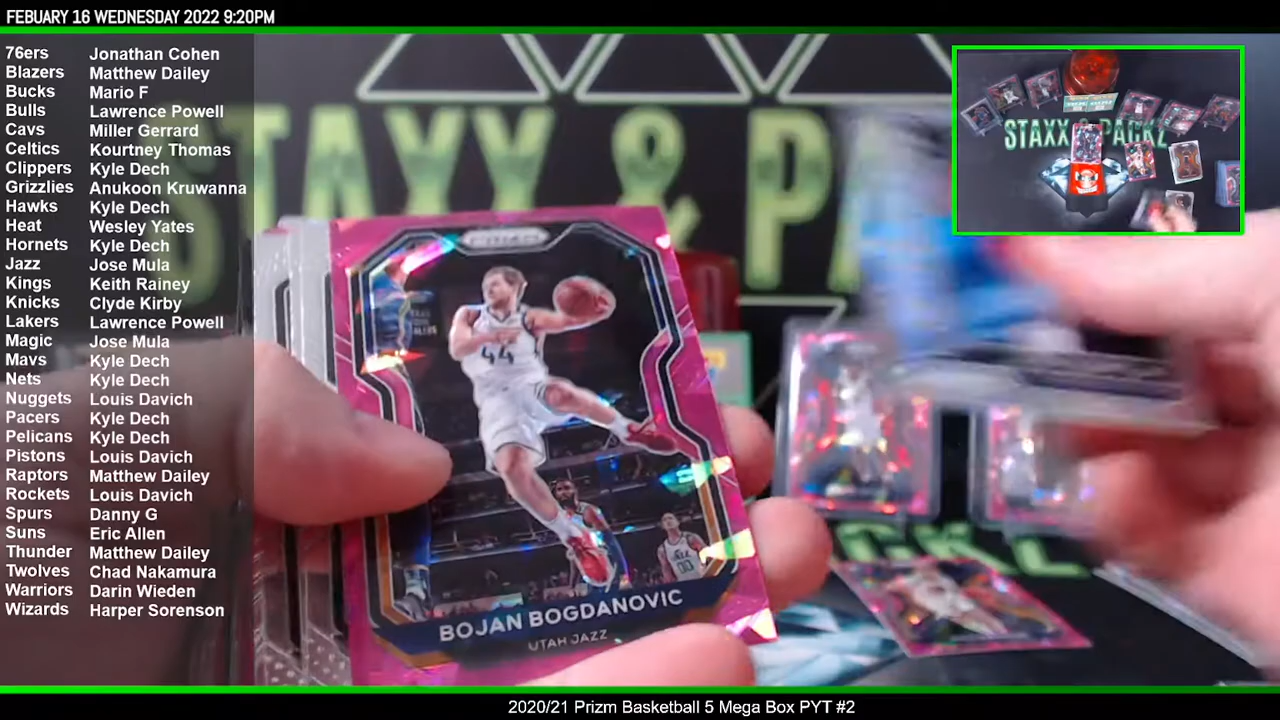 FEBUARY 16 WEDNESDAY 2022 9:20PM
76ers Jonathan Cohen
Blazers Matthew Dailey
Bucks Mario F
Bulls Lawrence Powell
Cavs Miller Gerrard
Celtics Kourtney Thomas
Clippers Kyle Dech
Grizzlies Anukoon Kruwanna
Hawks Kyle Dech
Heat Wesley Yates
Hornets Kyle Dech
Jazz Jose Mula
Kings Keith Rainey
Knicks Clyde Kirby
Lakers Lawrence Powell
Magic Jose Mula
Mavs Kyle Dech
Nets Kyle Dech
Nuggets Louis Davich
Pacers Kyle Dech
Pelicans Kyle Dech
Pistons Louis Davich
Raptors Matthew Dailey
Rockets Louis Davich
Spurs Danny G
Suns Eric Allen
Thunder Matthew Dailey
Twolves Chad Nakamura
Warriors Darin Wieden
Wizards Harper Sorenson
STAXX & PA
STAXX & PACKZ
PRIZM
44
00
BOJAN BOGDANOVIC
UTAH JAZZ
2020/21 Prizm Basketball 5 Mega Box PYT #2